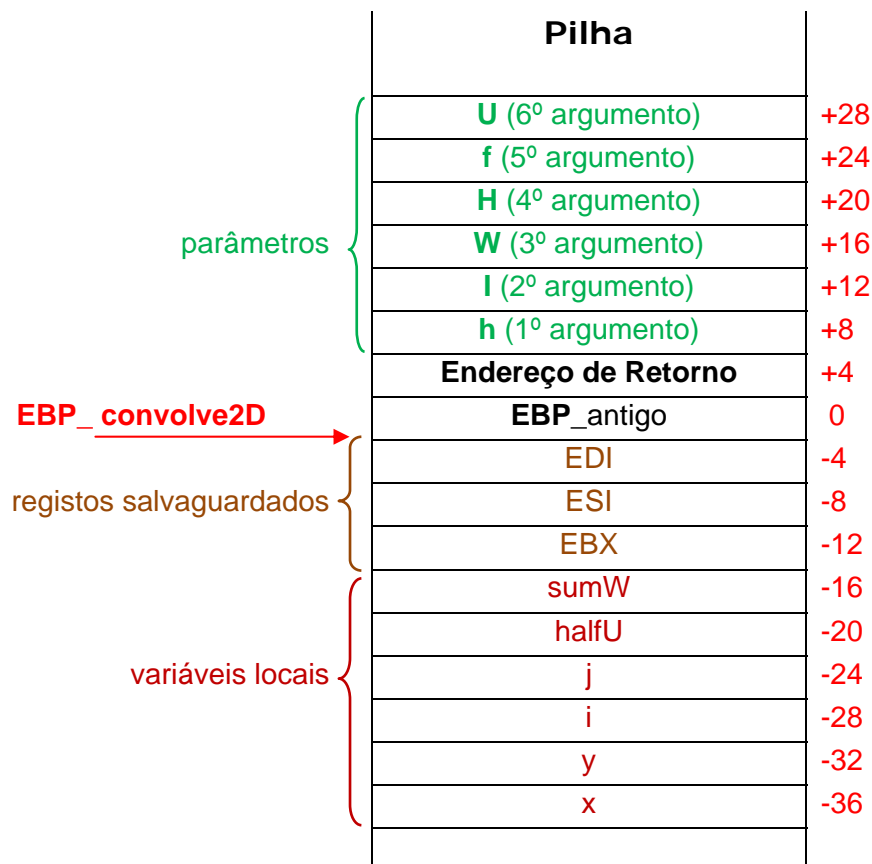 Pilha
U (6º argumento) +28
f (5º argumento) +24
H (4º argumento) +20
parâmetros W (3º argumento) +16
I (2º argumento) +12
h (1º argumento) +8
Endereço de Retorno +4
EBP_ convolve2D EBP_antigo 0
EDI -4
registos salvaguardados ESI -8
EBX -12
sumW -16
halfU -20
variáveis locais j -24
i -28
y -32
x -36